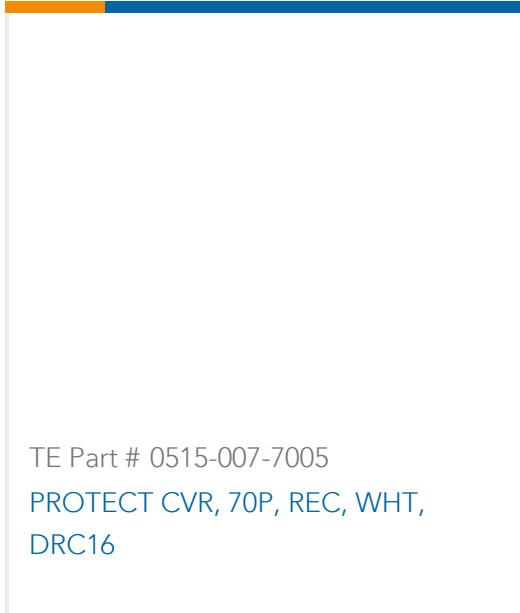 TE Part # 0515-007-7005
PROTECT CVR, 70P, REC, WHT,
DRC16